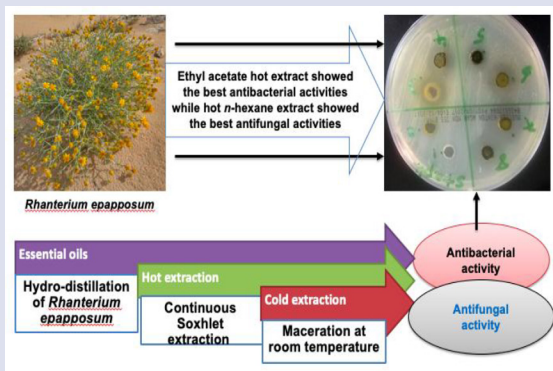 Ethyl acetate hot extract showed
the best antibacterial activities
while hot n-hexane extract showed
the best antifungal activities
Rhanterium epapposum
Essential oils
Hydro-distillation
of Rhanterium
epapposum
Hot extraction
Continuous
Soxhlet
extraction
Cold extraction
Maceration at
room temperature
Antibacterial
activity
Antifungal
activity